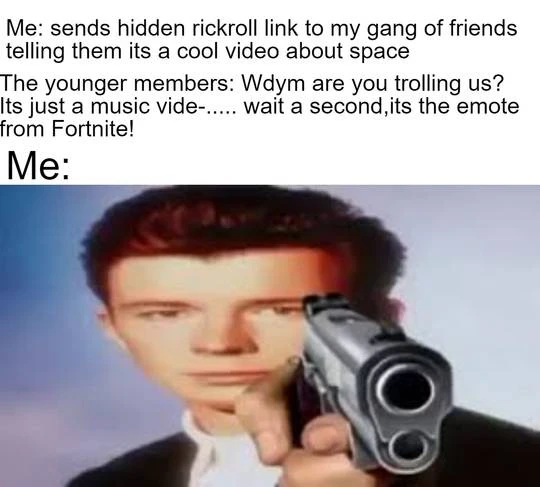 Me: sends hidden rickroll link to my gang of friends
telling them its a cool video about space
The younger members: Wdym are you trolling us?
Its just a music vide-..... wait a second,its the emote
from Fortnite!
Me: